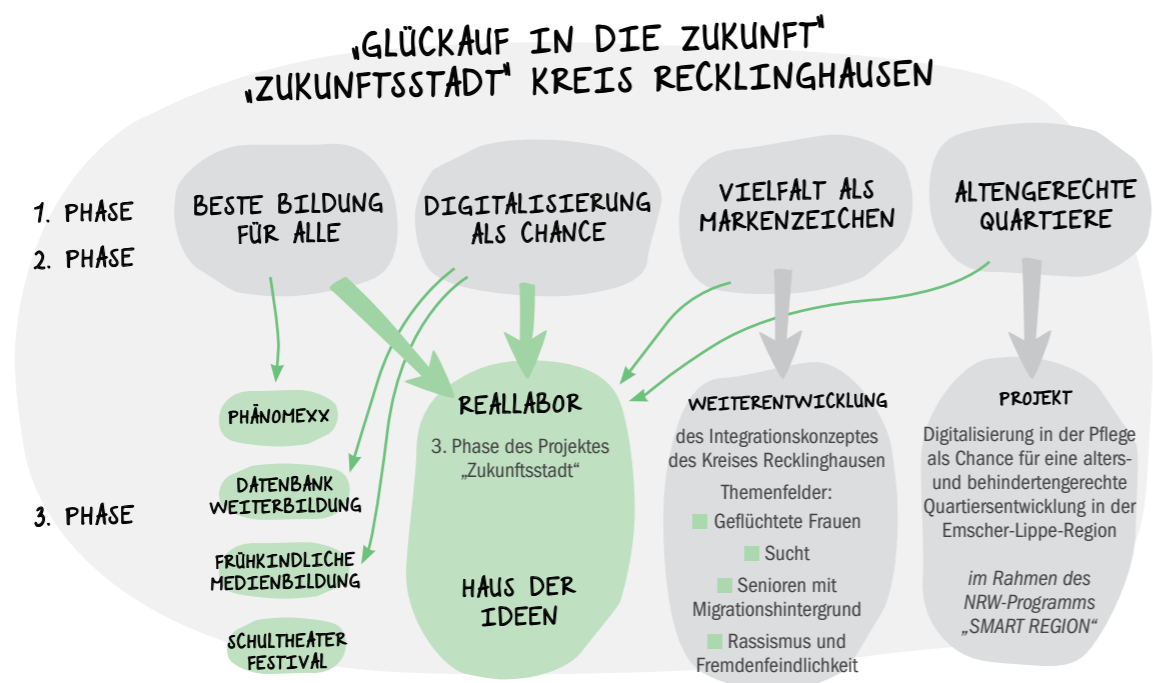 „GLÜCKAUF IN DIE ZUKUNFT“
„ZUKUNFTSSTADT“ KREIS RECKLINGHAUSEN
1. PHASE
2. PHASE
BESTE BILDUNG
FÜR ALLE
DIGITALISIERUNG
ALS CHANCE
VIELFALT ALS
MARKENZEICHEN
ALTENGERECHTE
QUARTIERE
3. PHASE
PHÄNOMEXX
DATENBANK
WEITERBILDUNG
FRÜHKINDLICHE
MEDIENBILDUNG
SCHULTHEATER
FESTIVAL
REALLABOR
3. Phase des Projektes
„Zukunftsstadt“
HAUS DER
IDEEN
WEITERENTWICKLUNG
des Integrationskonzeptes
des Kreises Recklinghausen
Themenfelder:
Geflüchtete Frauen
Sucht
Senioren mit
Migrationshintergrund
Rassismus und
Fremdenfeindlichkeit
PROJEKT
Digitalisierung in der Pflege
als Chance für eine alters-
und behindertengerechte
Quartiersentwicklung in der
Emscher-Lippe-Region
im Rahmen des
NRW-Programms
„SMART REGION“